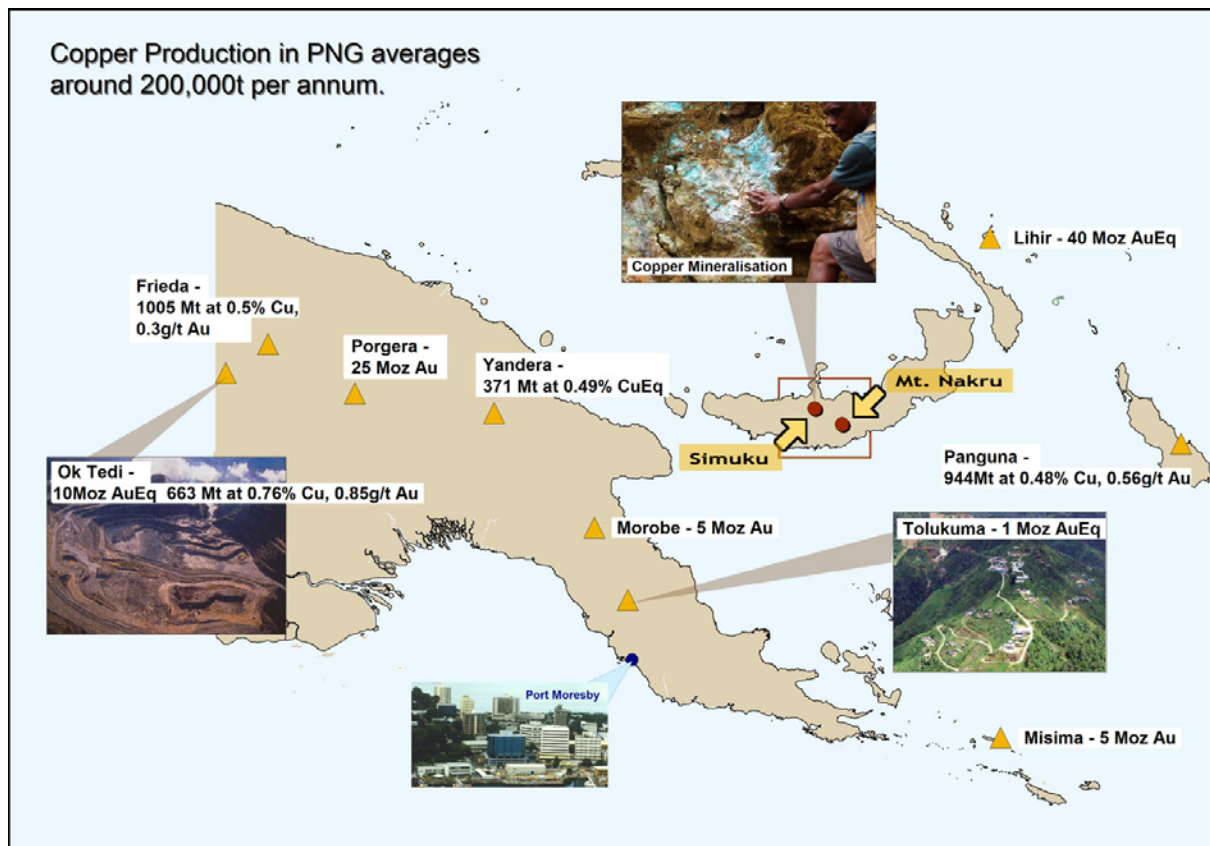 Copper Production in PNG averages
around 200,000t per annum.
Copper Mineralisation
Lihir - 40 Moz AuEq
Frieda -
1005 Mt at 0.5% Cu,
0.3g/t Au
Porgera -
25 Moz Au
Yandera -
371 Mt at 0.49% CuEq
Mt. Nakru
Simuku
Panguna -
944Mt at 0.48% Cu, 0.56g/t Au
Ok Tedi -
10Moz AuEq 663 Mt at 0.76% Cu, 0.85g/t Au
Morobe - 5 Moz Au
Tolukuma - 1 Moz AuEq
Port Moresby
Misima - 5 Moz Au